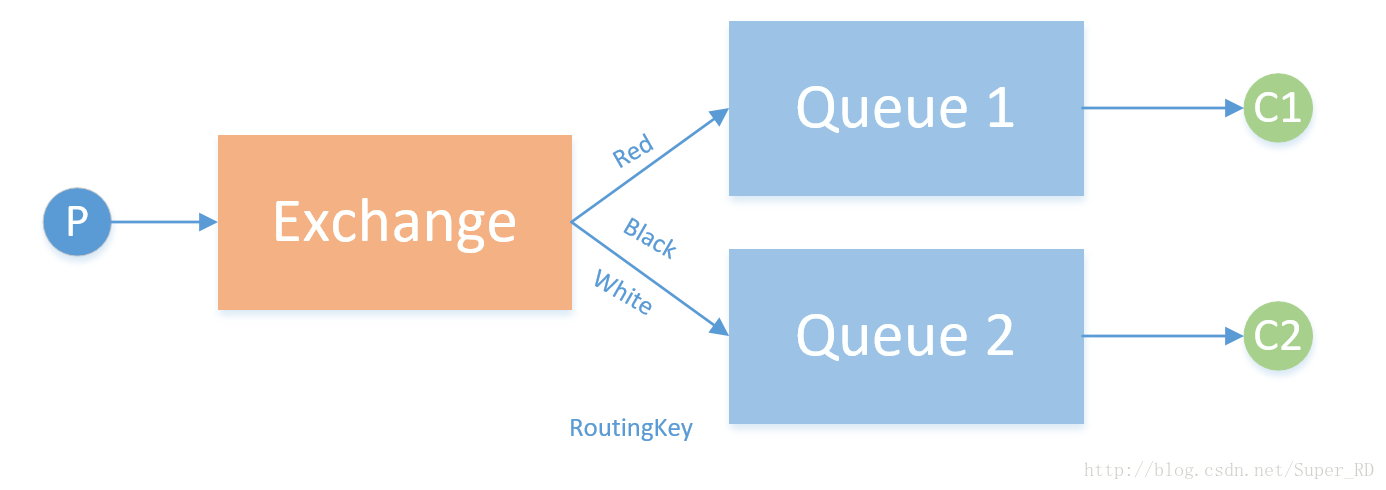 P
Exchange
Red
Black
White
RoutingKey
Queue 1
Queue 2
C1
C2
http://blog.csdn.net/Super_RD